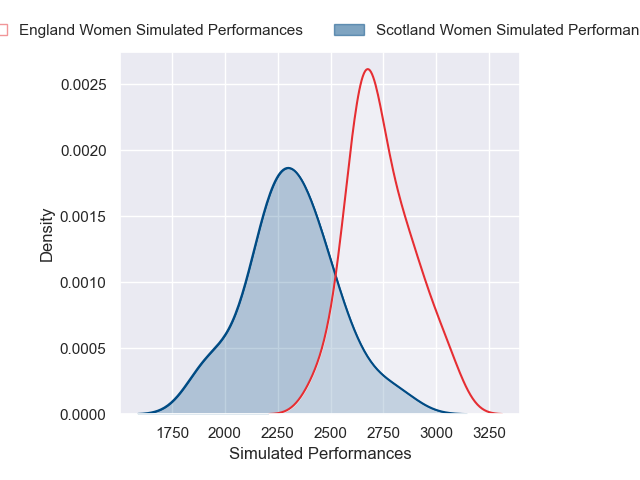 England Women Simulated Performances
Scotland Women Simulated
0.0025
0.0020
0.0015
0.0010
0.0005
0.0000
Density
1750 2000 2250 2500 2750 3000 3250
Simulated Performances